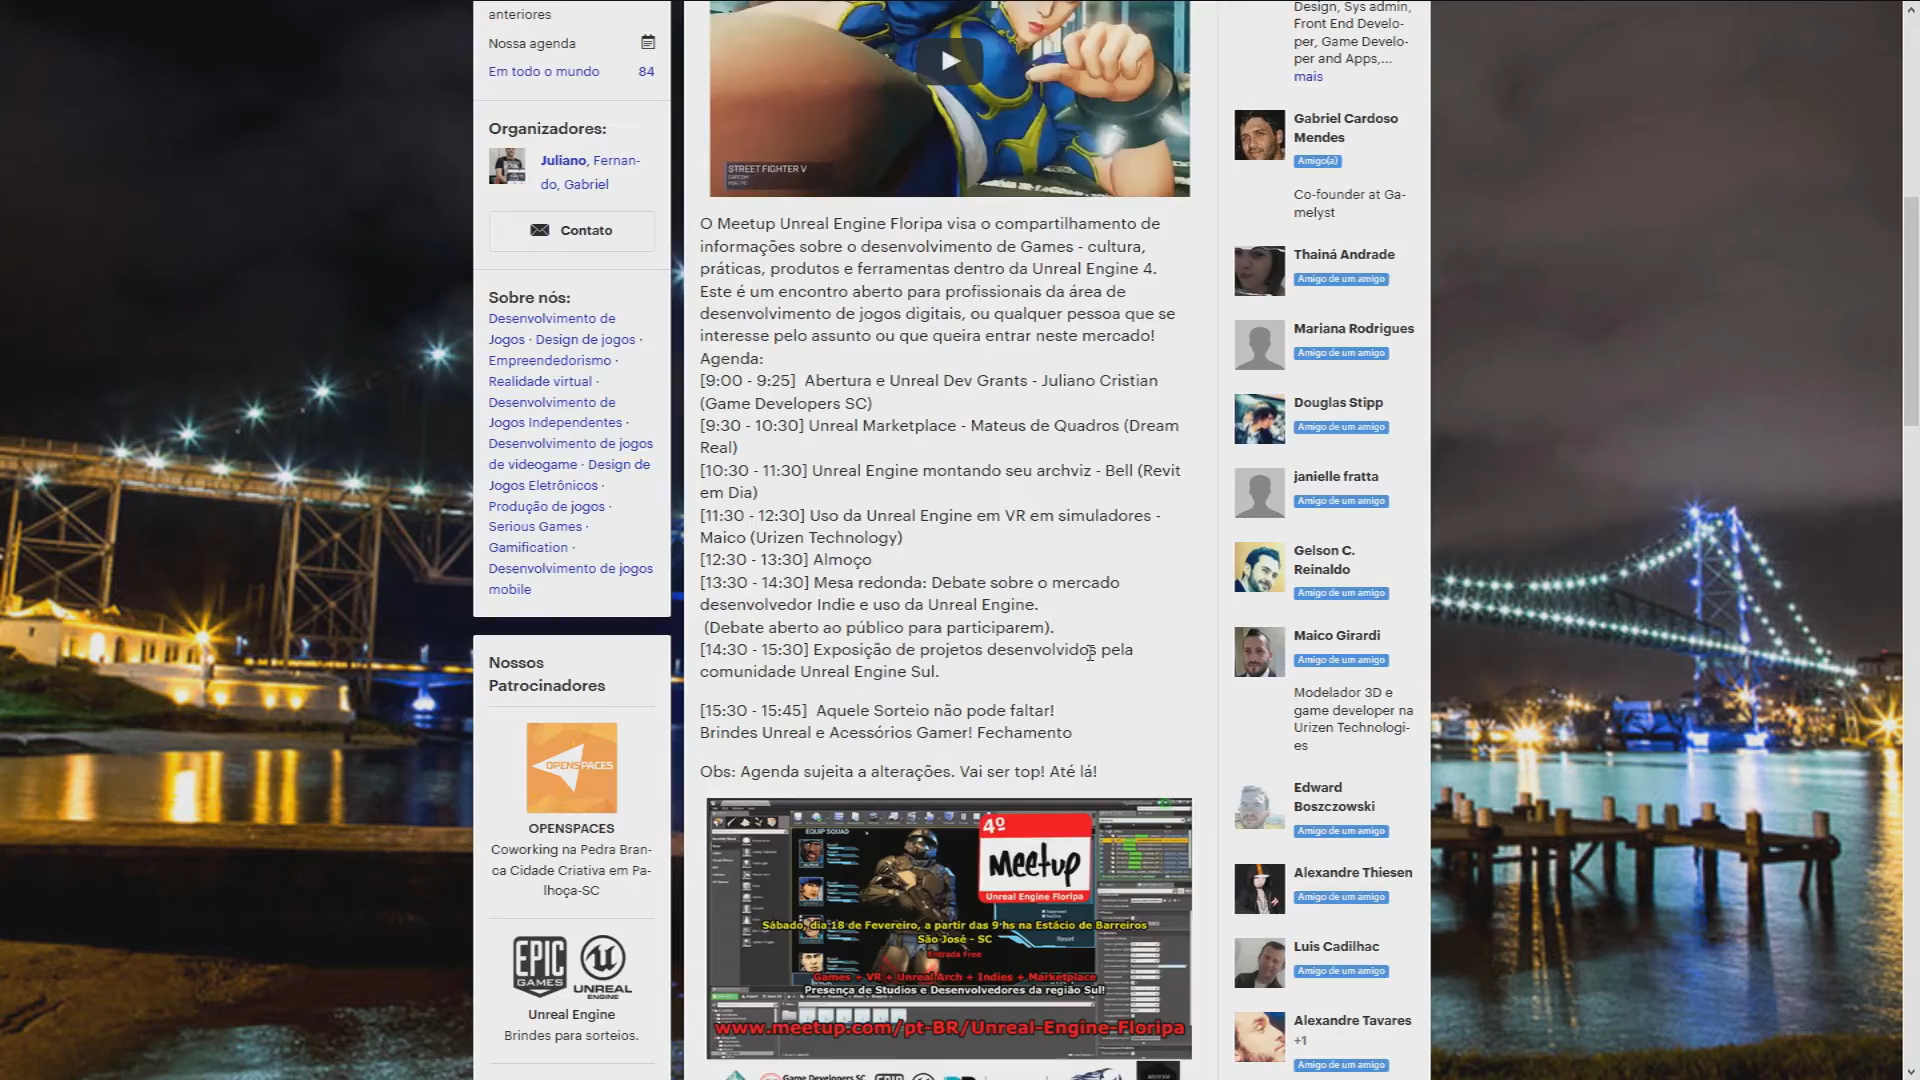 anteriores
Nossa agenda
Em todo o mundo 84
Organizadores:
Juliano, Fernan-
do, Gabriel
Contato
Sobre nós:
Desenvolvimento de
Jogos · Design de jogos ·
Empreendedorismo ·
Realidade virtual ·
Desenvolvimento de
Jogos Independentes ·
Desenvolvimento de jogos
de videogame · Design de
Jogos Eletrônicos ·
Produção de jogos ·
Serious Games ·
Gamification ·
Desenvolvimento de jogos
mobile
Nossos
Patrocinadores
OPENSPACES
OPENSPACES
Coworking na Pedra Bran-
ca Cidade Criativa em Pa-
lhoça-SC
EPIC
GAMES
UNREAL
ENGINE
Unreal Engine
Brindes para sorteios.
STREET FIGHTER V
CAPCOM
O Meetup Unreal Engine Floripa visa o compartilhamento de
informações sobre o desenvolvimento de Games - cultura,
práticas, produtos e ferramentas dentro da Unreal Engine 4.
Este é um encontro aberto para profissionais da área de
desenvolvimento de jogos digitais, ou qualquer pessoa que se
interesse pelo assunto ou que queira entrar neste mercado!
Agenda:
[9:00 - 9:25]  Abertura e Unreal Dev Grants - Juliano Cristian
(Game Developers SC)
[9:30 - 10:30] Unreal Marketplace - Mateus de Quadros (Dream
Real)
[10:30 - 11:30] Unreal Engine montando seu archviz - Bell (Revit
em Dia)
[11:30 - 12:30] Uso da Unreal Engine em VR em simuladores -
Maico (Urizen Technology)
[12:30 - 13:30] Almoço
[13:30 - 14:30] Mesa redonda: Debate sobre o mercado
desenvolvedor Indie e uso da Unreal Engine.
(Debate aberto ao público para participarem).
[14:30 - 15:30] Exposição de projetos desenvolvidos pela
comunidade Unreal Engine Sul.
[15:30 - 15:45]  Aquele Sorteio não pode faltar!
Brindes Unreal e Acessórios Gamer! Fechamento
Obs: Agenda sujeita a alterações. Vai ser top! Até lá!
EQUIP SQUAD
4º
Meetup
Unreal Engine Floripa
Sábado, dia 18 de Fevereiro, a partir das 9 hs na Estácio de Barreiros
São José - SC
Reset
Entrada Free
Games + VR + Unreal Arch + Indies + Marketplace
Presença de Studios e Desenvolvedores da região Sul!
www.meetup.com/pt-BR/Unreal-Engine-Floripa
Game Developers SC
EPIC
Design, Sys admin,
Front End Develo-
per, Game Develo-
per and Apps,...
mais
Gabriel Cardoso
Mendes
Amigo(a)
Co-founder at Ga-
melyst
Thainá Andrade
Amigo de um amigo
Mariana Rodrigues
Amigo de um amigo
Douglas Stipp
Amigo de um amigo
janielle fratta
Amigo de um amigo
Gelson C.
Reinaldo
Amigo de um amigo
Maico Girardi
Amigo de um amigo
Modelador 3D e
game developer na
Urizen Technologi-
es
Edward
Boszczowski
Amigo de um amigo
Alexandre Thiesen
Amigo de um amigo
Luis Cadilhac
Amigo de um amigo
Alexandre Tavares
+1
Amigo de um amigo